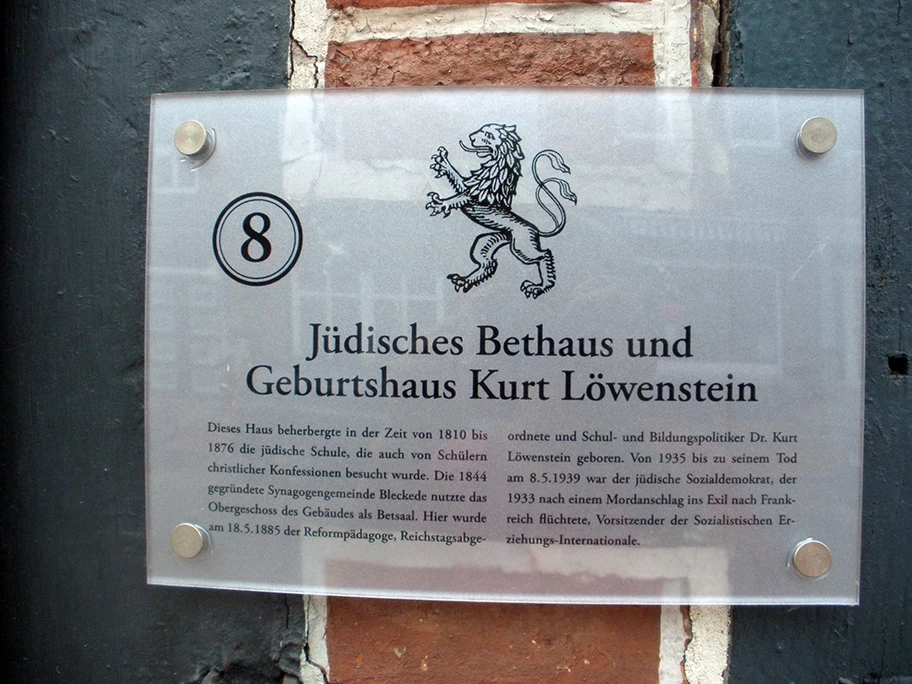 8
Jüdisches Bethaus und
Geburtshaus Kurt Löwenstein
Dieses Haus beherbergte in der Zeit von 1810 bis
1876 die jüdische Schule, die auch von Schülern
christlicher Konfessionen besucht wurde. Die 1844
gegründete Synagogengemeinde Bleckede nutzte das
Obergeschoss des Gebäudes als Betsaal. Hier wurde
am 18.5.1885 der Reformpädagoge, Reichstagsabge-
ordnete und Schul- und Bildungspolitiker Dr. Kurt
Löwenstein geboren. Von 1935 bis zu seinem Tod
am 8.5.1939 war der jüdische Sozialdemokrat, der
1933 nach einem Mordanschlag ins Exil nach Frank-
reich flüchtete, Vorsitzender der Sozialistischen Er-
ziehungs-Internationale.